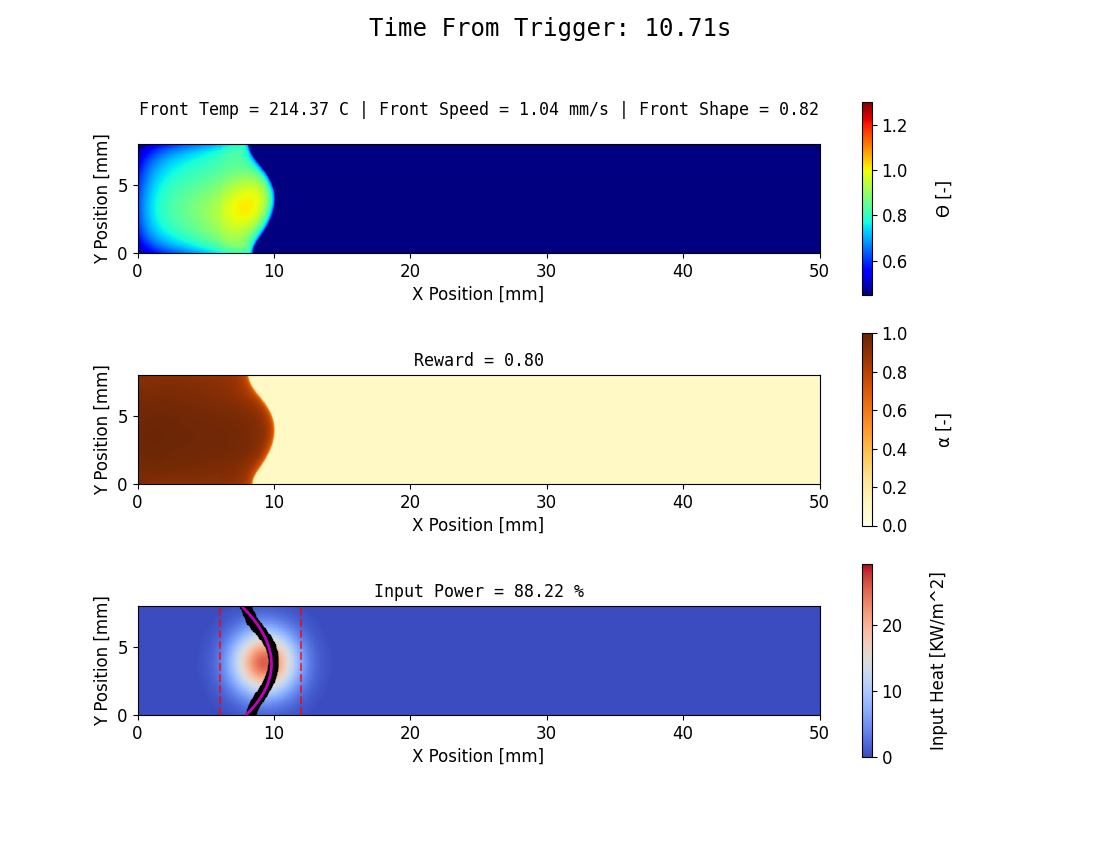 Time From Trigger: 10.71s
Front Temp = 214.37 C | Front Speed = 1.04 mm/s | Front Shape = 0.82
Y Position [mm]
5
0
0 10 20 30 40 50
X Position [mm]
1.2
1.0
0.8
0.6
Θ [-]
Reward = 0.80
Y Position [mm]
5
0
0 10 20 30 40 50
X Position [mm]
1.0
0.8
0.6
0.4
0.2
0.0
α [-]
Input Power = 88.22 %
Y Position [mm]
5
0
0 10 20 30 40 50
X Position [mm]
20
10
0
Input Heat [KW/m^2]